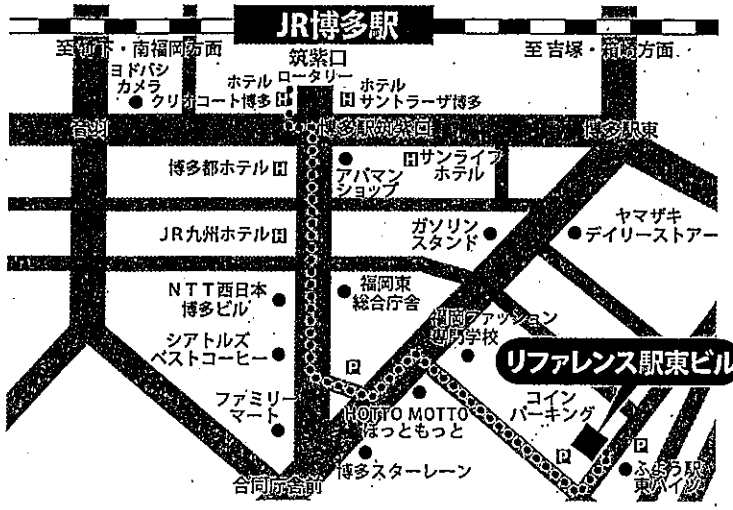 JR博多駅
至竹下・南福岡方面
筑紫口
至吉塚・箱崎方面
ヨドバシ
カメラ
ホテル
クリオコート博多 H
ロータリー
H ホテル
サントラーザ博多
音羽
博多駅筑紫口
博多駅東
博多都ホテル H
アパマン
ショップ
H サンライフ
ホテル
JR九州ホテル H
ガソリン
スタンド
ヤマザキ
デイリーストアー
NTT西日本
博多ビル
福岡東
総合庁舎
シアトルズ
ベストコーヒー
福岡ファッション
専門学校
P
リファレンス駅東ビル
ファミリー
マート
HOTTO MOTTO
ほっともっと
コイン
パーキング
P
P
合同庁舎前
博多スターレーン
ふよう駅
東ハイツ